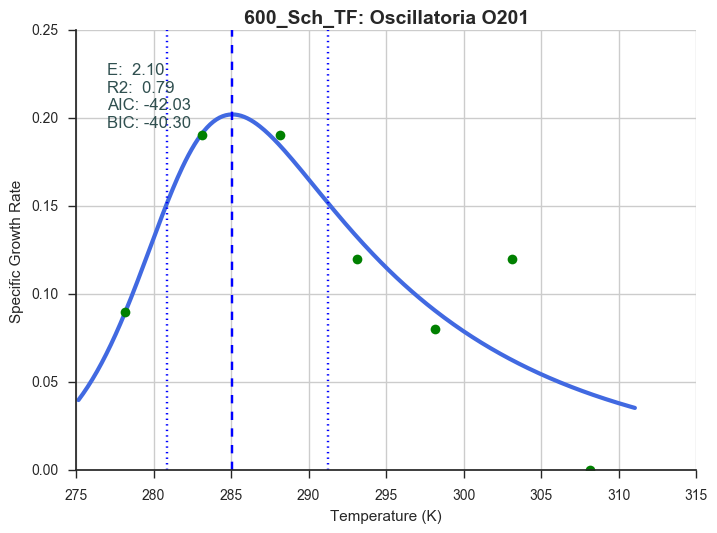 600_Sch_TF: Oscillatoria O201
E:  2.10
R2:  0.79
AIC: -42.03
BIC: -40.30
Specific Growth Rate
0.25
0.20
0.15
0.10
0.05
0.00
275 280 285 290 295 300 305 310 315
Temperature (K)